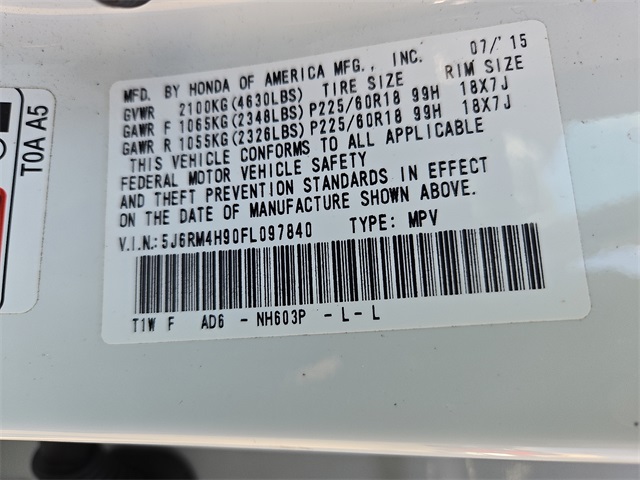 MFD. BY HONDA OF AMERICA MFG., INC. 07/'15
GVWR 2100KG(4630LBS) TIRE SIZE RIM SIZE
GAWR F 1065KG(2348LBS) P225/60R18 99H 18X7J
GAWR R 1055KG(2326LBS) P225/60R18 99H 18X7J
THIS VEHICLE CONFORMS TO ALL APPLICABLE
FEDERAL MOTOR VEHICLE SAFETY
AND THEFT PREVENTION STANDARDS IN EFFECT
ON THE DATE OF MANUFACTURE SHOWN ABOVE.
V.I.N.:5J6RM4H90FL097840 TYPE: MPV
T1W F AD6 - NH603P - L - L
T0A A5